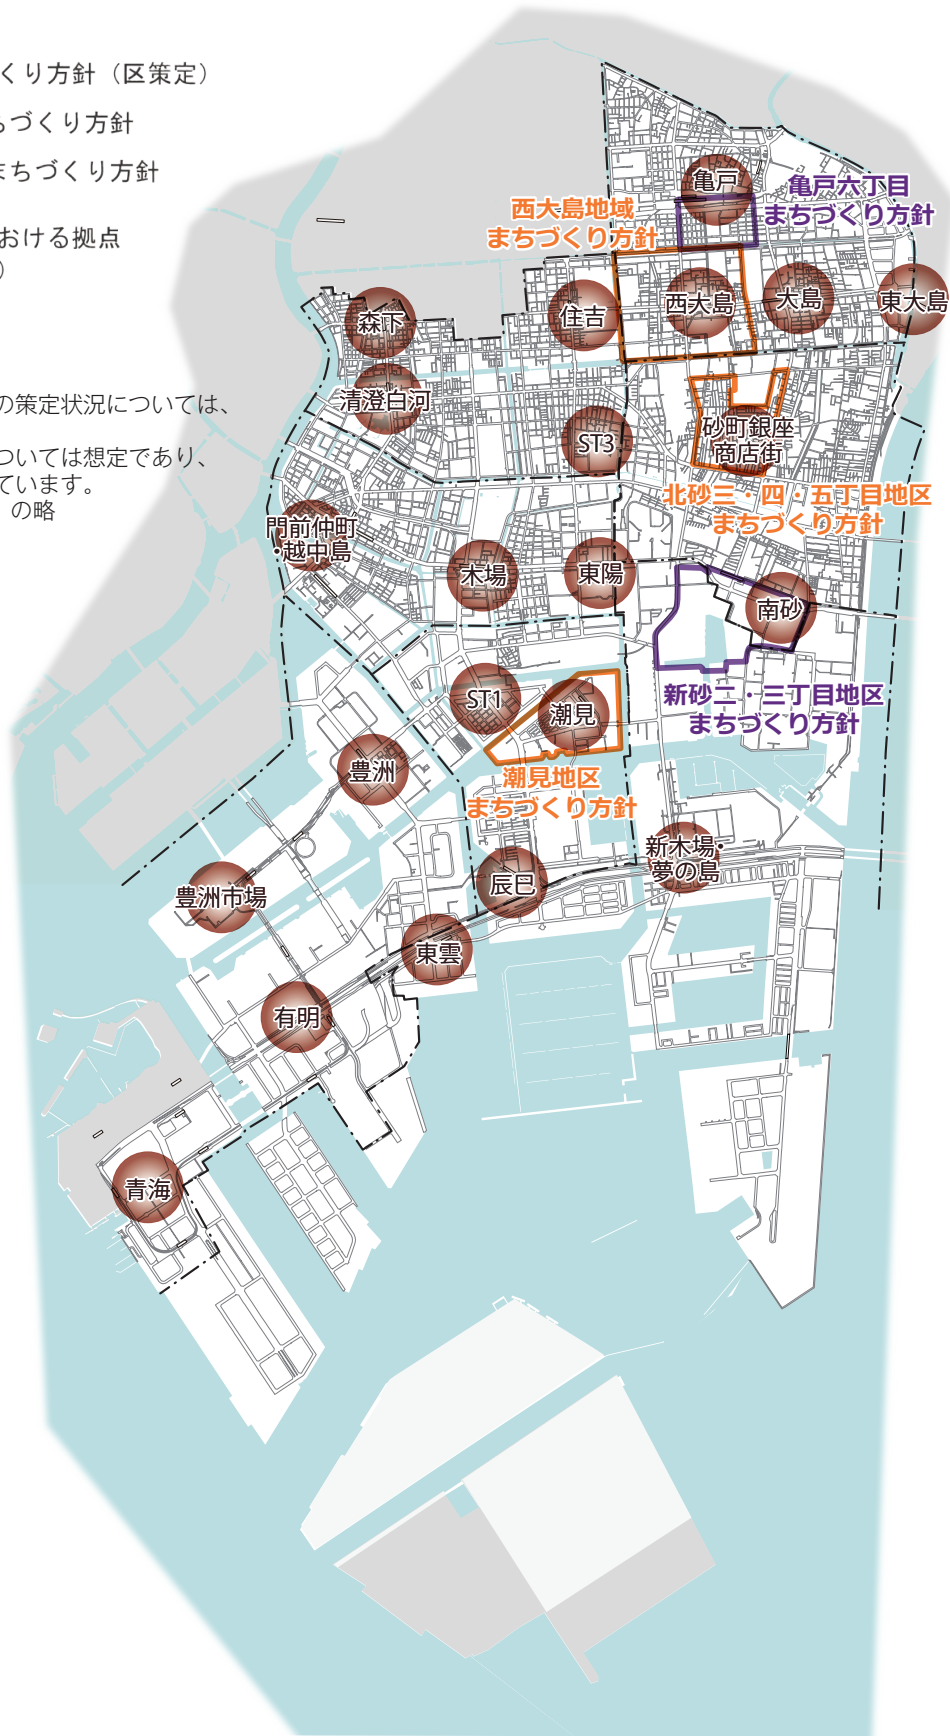 くり方針（区策定）
ちづくり方針
まちづくり方針
おける拠点
）
の策定状況については、
ついては想定であり、
ています。
」の略
亀戸
亀戸六丁目
まちづくり方針
西大島地域
まちづくり方針
森下
住吉
西大島
大島
東大島
清澄白河
ST3
砂町銀座
商店街
北砂三・四・五丁目地区
まちづくり方針
門前仲町
・越中島
木場
東陽
南砂
新砂二・三丁目地区
まちづくり方針
ST1
潮見
潮見地区
まちづくり方針
豊洲
豊洲市場
辰巳
新木場・
夢の島
東雲
有明
青海